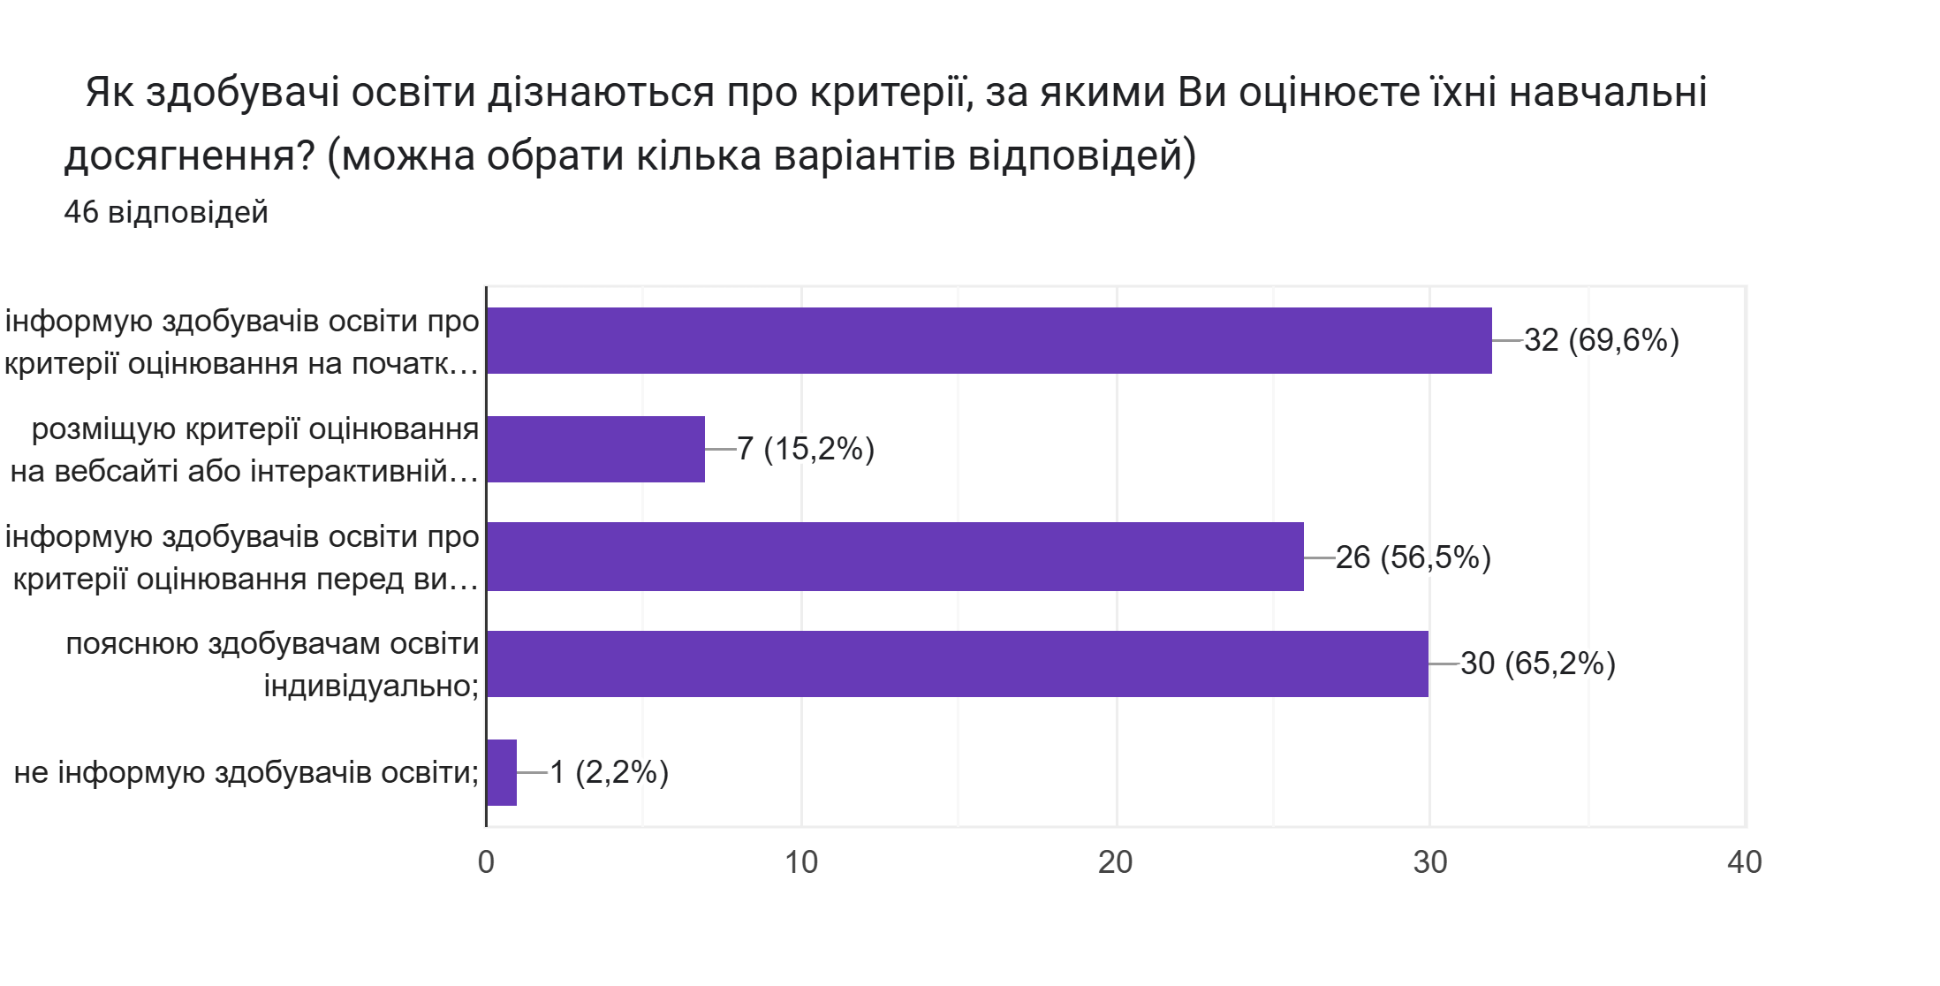 Як здобувачі освіти дізнаються про критерії, за якими Ви оцінюєте їхні навчальні
досягнення? (можна обрати кілька варіантів відповідей)
46 відповідей
інформую здобувачів освіти про
критерії оцінювання на початк…
32 (69,6%)
розміщую критерії оцінювання
на вебсайті або інтерактивній…
7 (15,2%)
інформую здобувачів освіти про
критерії оцінювання перед ви…
26 (56,5%)
пояснюю здобувачам освіти
індивідуально;
30 (65,2%)
не інформую здобувачів освіти;
1 (2,2%)
0 10 20 30 40